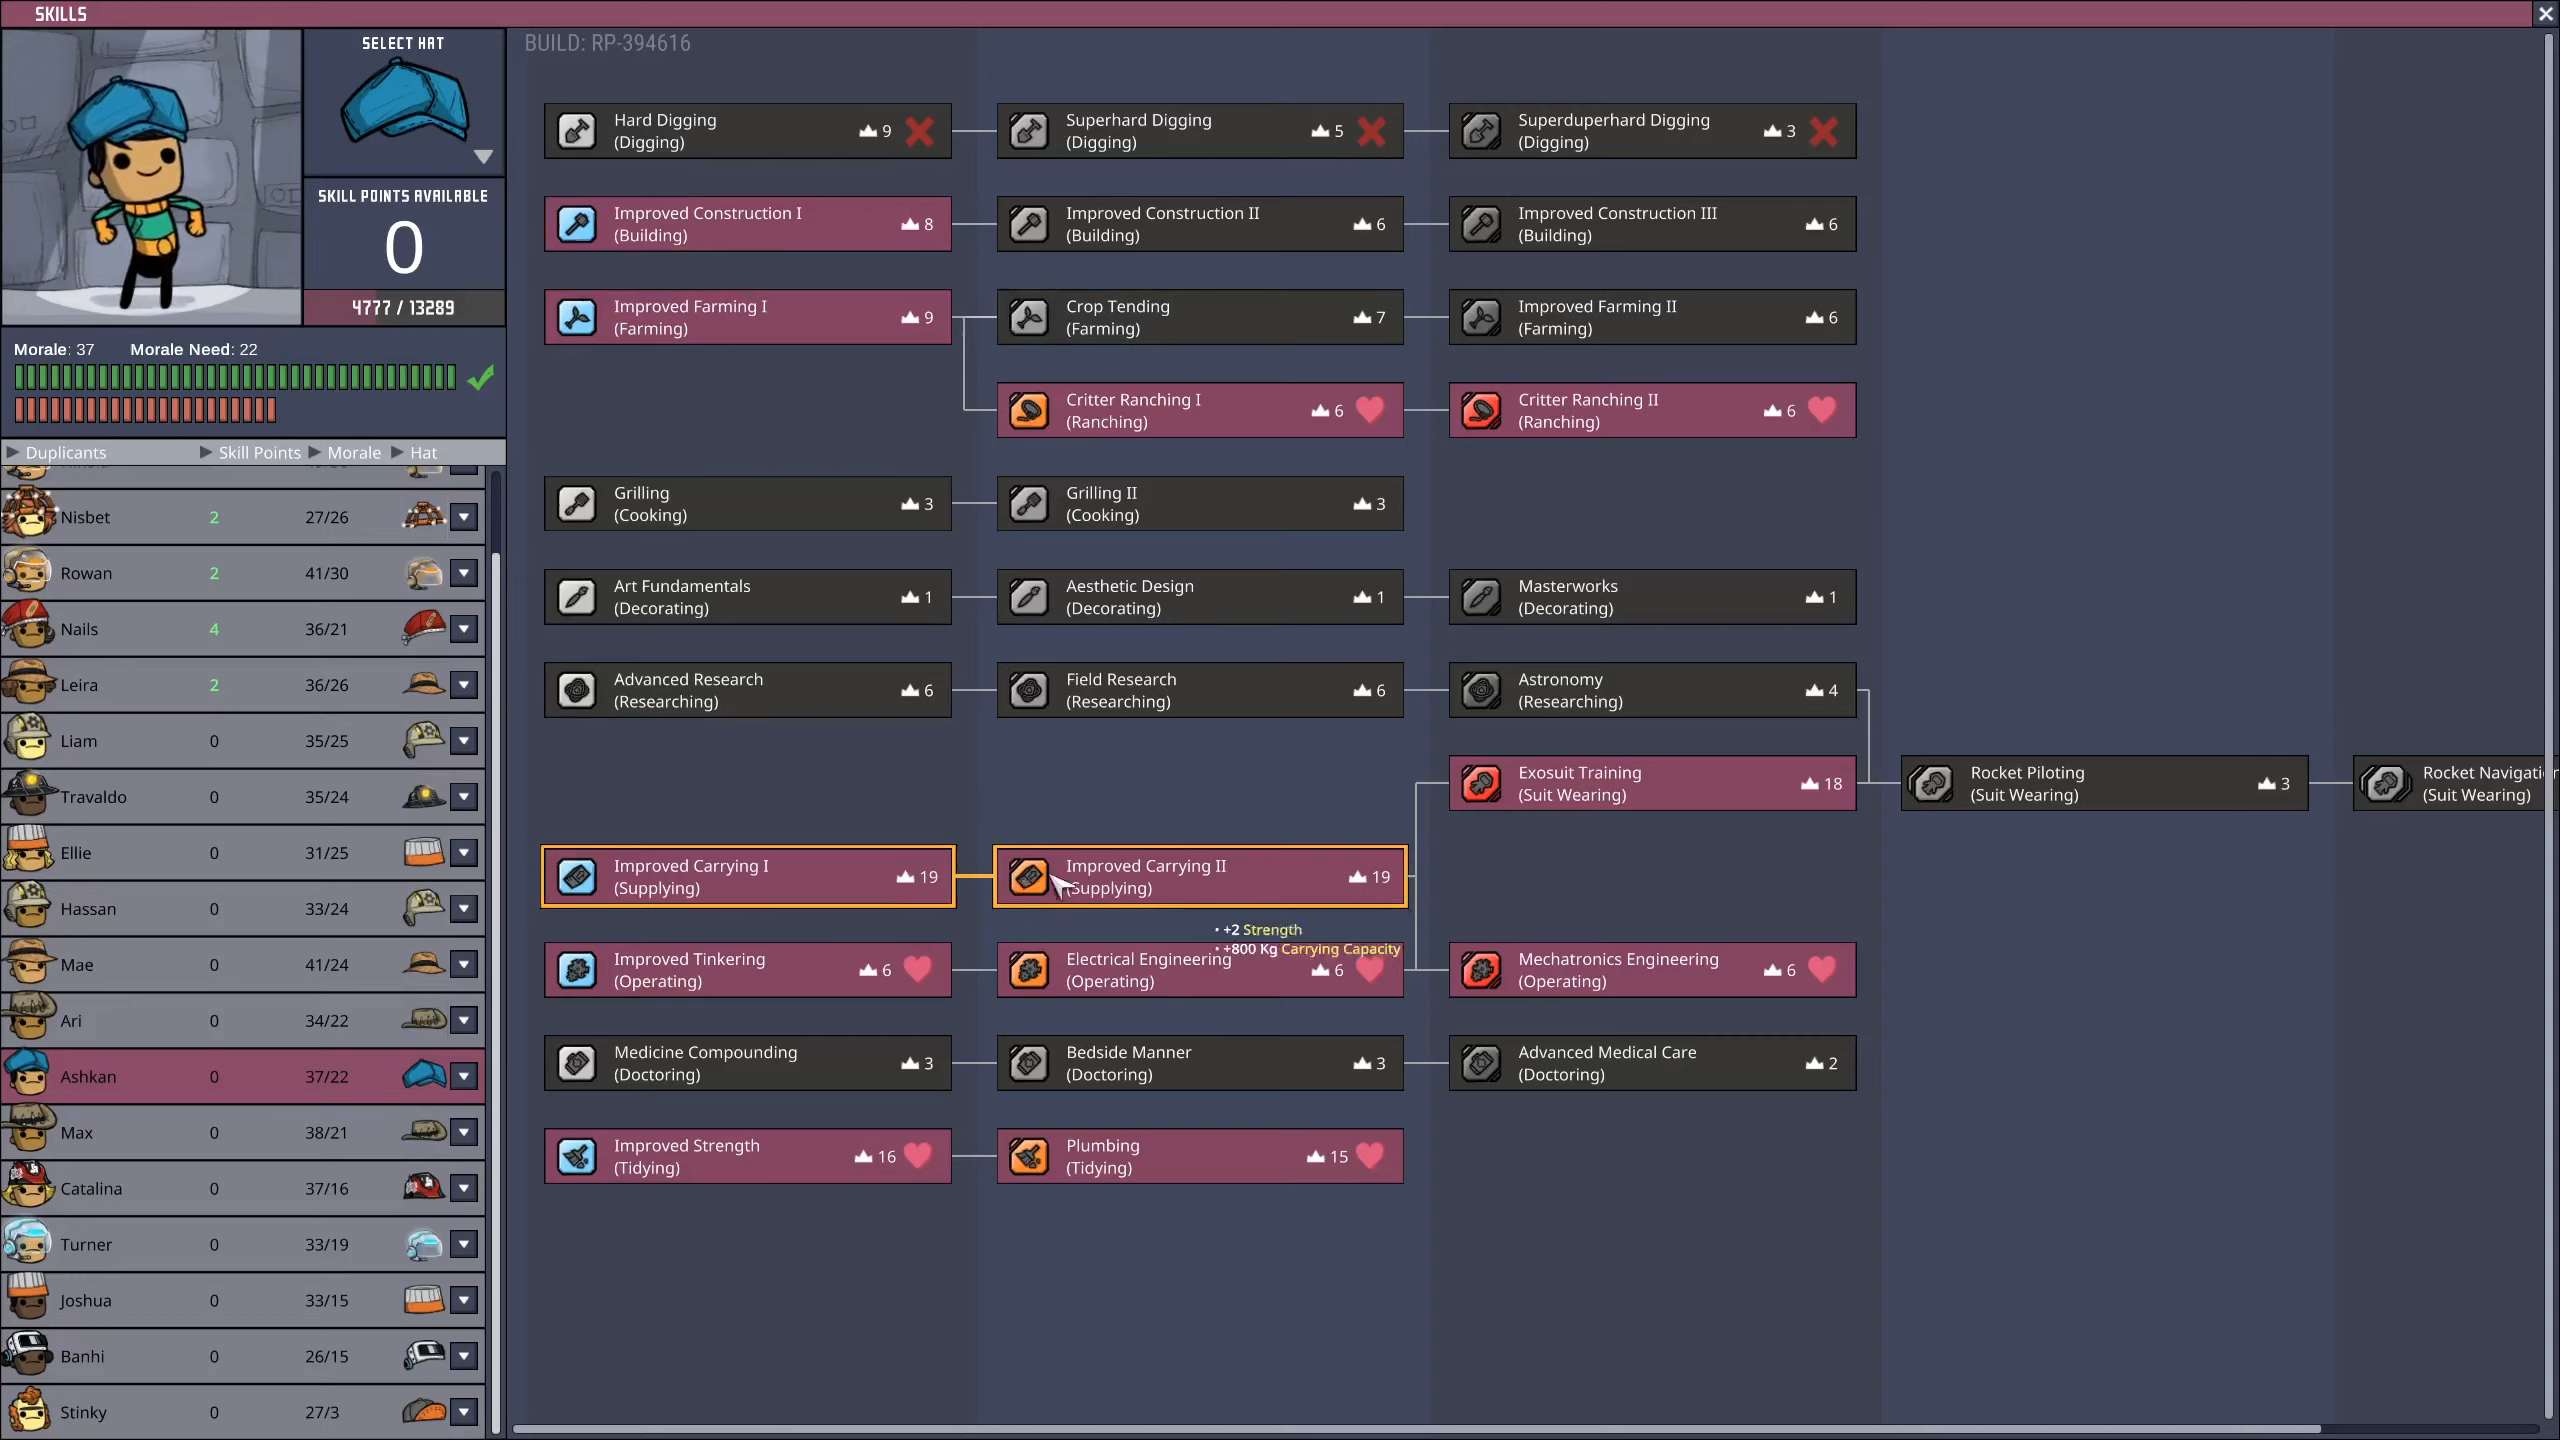 SKILLS
SELECT HAT
SKILL POINTS AVAILABLE
0
4777 / 13289
Morale: 37 Morale Need: 22
Duplicants Skill Points Morale Hat
Nisbet 2 27/26
Rowan 2 41/30
Nails 4 36/21
Leira 2 36/26
Liam 0 35/25
Travaldo 0 35/24
Ellie 0 31/25
Hassan 0 33/24
Mae 0 41/24
Ari 0 34/22
Ashkan 0 37/22
Max 0 38/21
Catalina 0 37/16
Turner 0 33/19
Joshua 0 33/15
Banhi 0 26/15
Stinky 0 27/3
BUILD: RP-394616
Hard Digging
(Digging)
9
Superhard Digging
(Digging)
5
Superduperhard Digging
(Digging)
3
Improved Construction I
(Building)
8
Improved Construction II
(Building)
6
Improved Construction III
(Building)
6
Improved Farming I
(Farming)
9
Crop Tending
(Farming)
7
Improved Farming II
(Farming)
6
Critter Ranching I
(Ranching)
6
Critter Ranching II
(Ranching)
6
Grilling
(Cooking)
3
Grilling II
(Cooking)
3
Art Fundamentals
(Decorating)
1
Aesthetic Design
(Decorating)
1
Masterworks
(Decorating)
1
Advanced Research
(Researching)
6
Field Research
(Researching)
6
Astronomy
(Researching)
4
Exosuit Training
(Suit Wearing)
18
Rocket Piloting
(Suit Wearing)
3
Rocket
(Suit Wearing)
Improved Carrying I
(Supplying)
19
Improved Carrying II
(Supplying)
19
• +2 Strength
• +800 Kg Carrying Capacity
Improved Tinkering
(Operating)
6
Electrical Engineering
(Operating)
6
Mechatronics Engineering
(Operating)
6
Medicine Compounding
(Doctoring)
3
Bedside Manner
(Doctoring)
3
Advanced Medical Care
(Doctoring)
2
Improved Strength
(Tidying)
16
Plumbing
(Tidying)
15